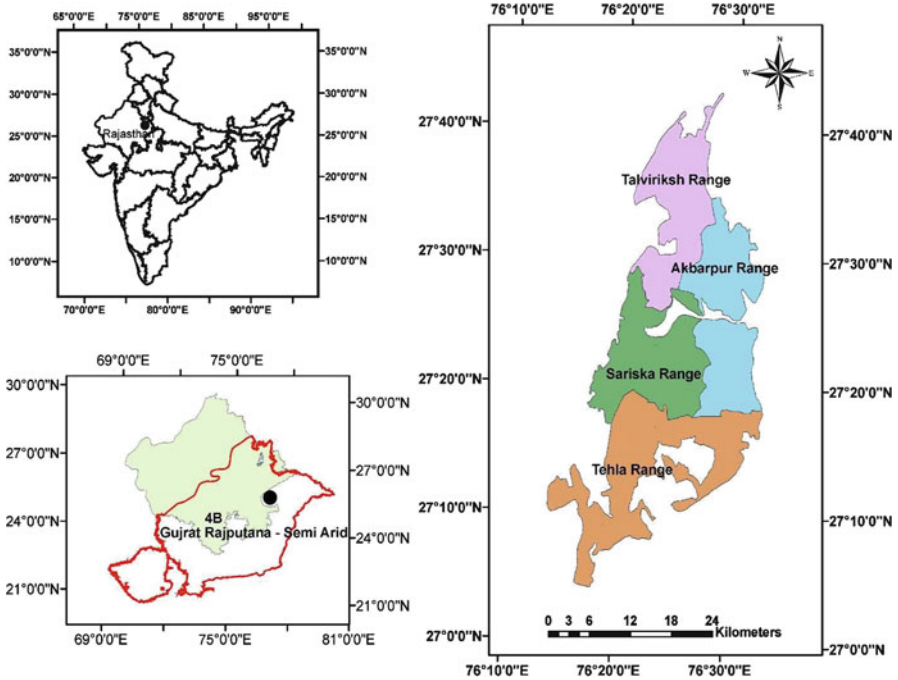 65°0'0"E 75°0'0"E 85°0'0"E 95°0'0"E
35°0'0"N 35°0'0"N
30°0'0"N 30°0'0"N
Rajasthan
25°0'0"N 25°0'0"N
20°0'0"N 20°0'0"N
15°0'0"N 15°0'0"N
10°0'0"N 10°0'0"N
70°0'0"E 80°0'0"E 90°0'0"E
69°0'0"E 75°0'0"E
30°0'0"N 30°0'0"N
27°0'0"N 27°0'0"N
24°0'0"N 24°0'0"N
4B
Gujrat Rajputana - Semi Arid
21°0'0"N 21°0'0"N
69°0'0"E 75°0'0"E 81°0'0"E
76°10'0"E 76°20'0"E 76°30'0"E
N
W E
S
27°40'0"N 27°40'0"N
Talviriksh Range
27°30'0"N 27°30'0"N
Akbarpur Range
27°20'0"N 27°20'0"N
Sariska Range
Tehla Range
27°10'0"N 27°10'0"N
0 3 6 12 18 24
Kilometers
27°0'0"N 27°0'0"N
76°10'0"E 76°20'0"E 76°30'0"E